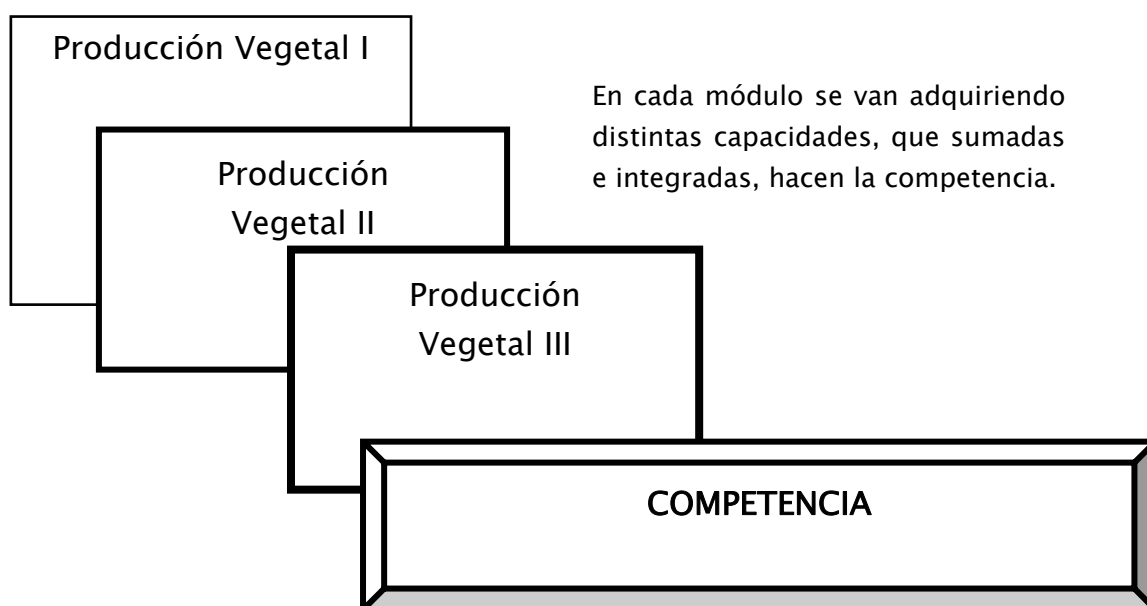 Producción Vegetal I
En cada módulo se van adquiriendo
distintas capacidades, que sumadas
e integradas, hacen la competencia.
Producción
Vegetal II
Producción
Vegetal III
COMPETENCIA